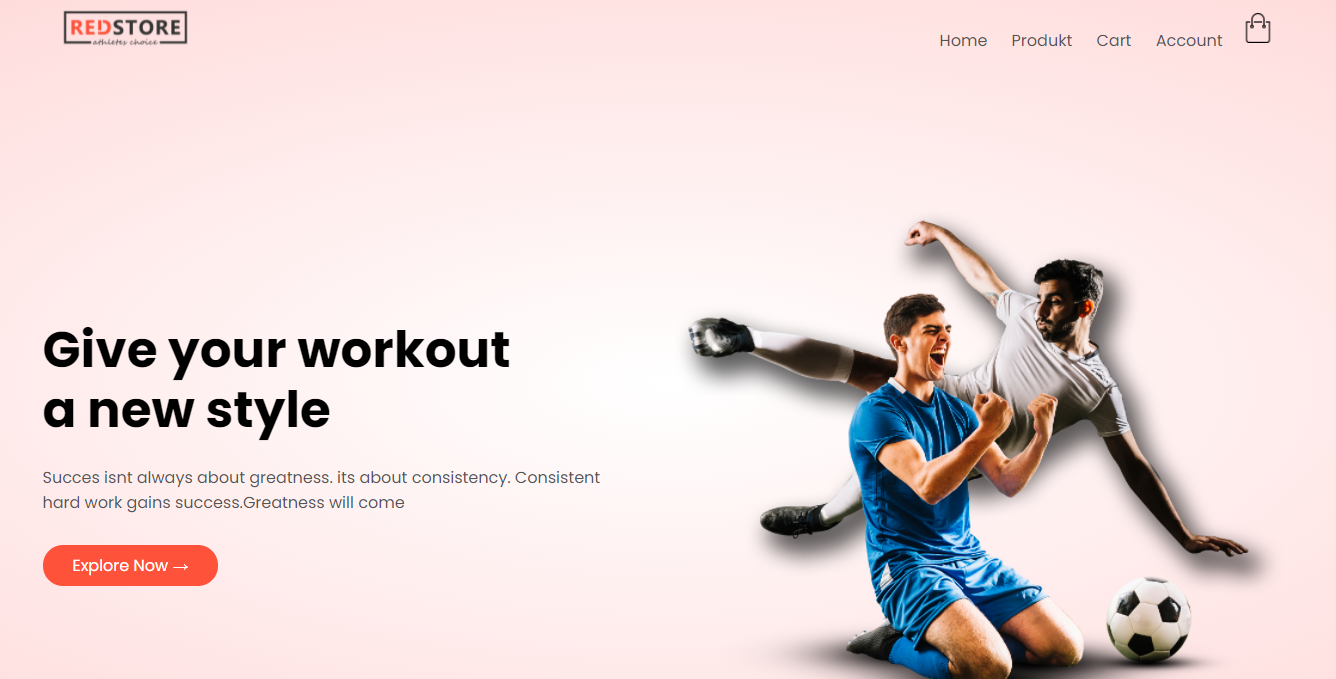 REDSTORE
athletes choice
Home Produkt Cart Account
Give your workout
a new style
Succes isnt always about greatness. its about consistency. Consistent
hard work gains success.Greatness will come
Explore Now →